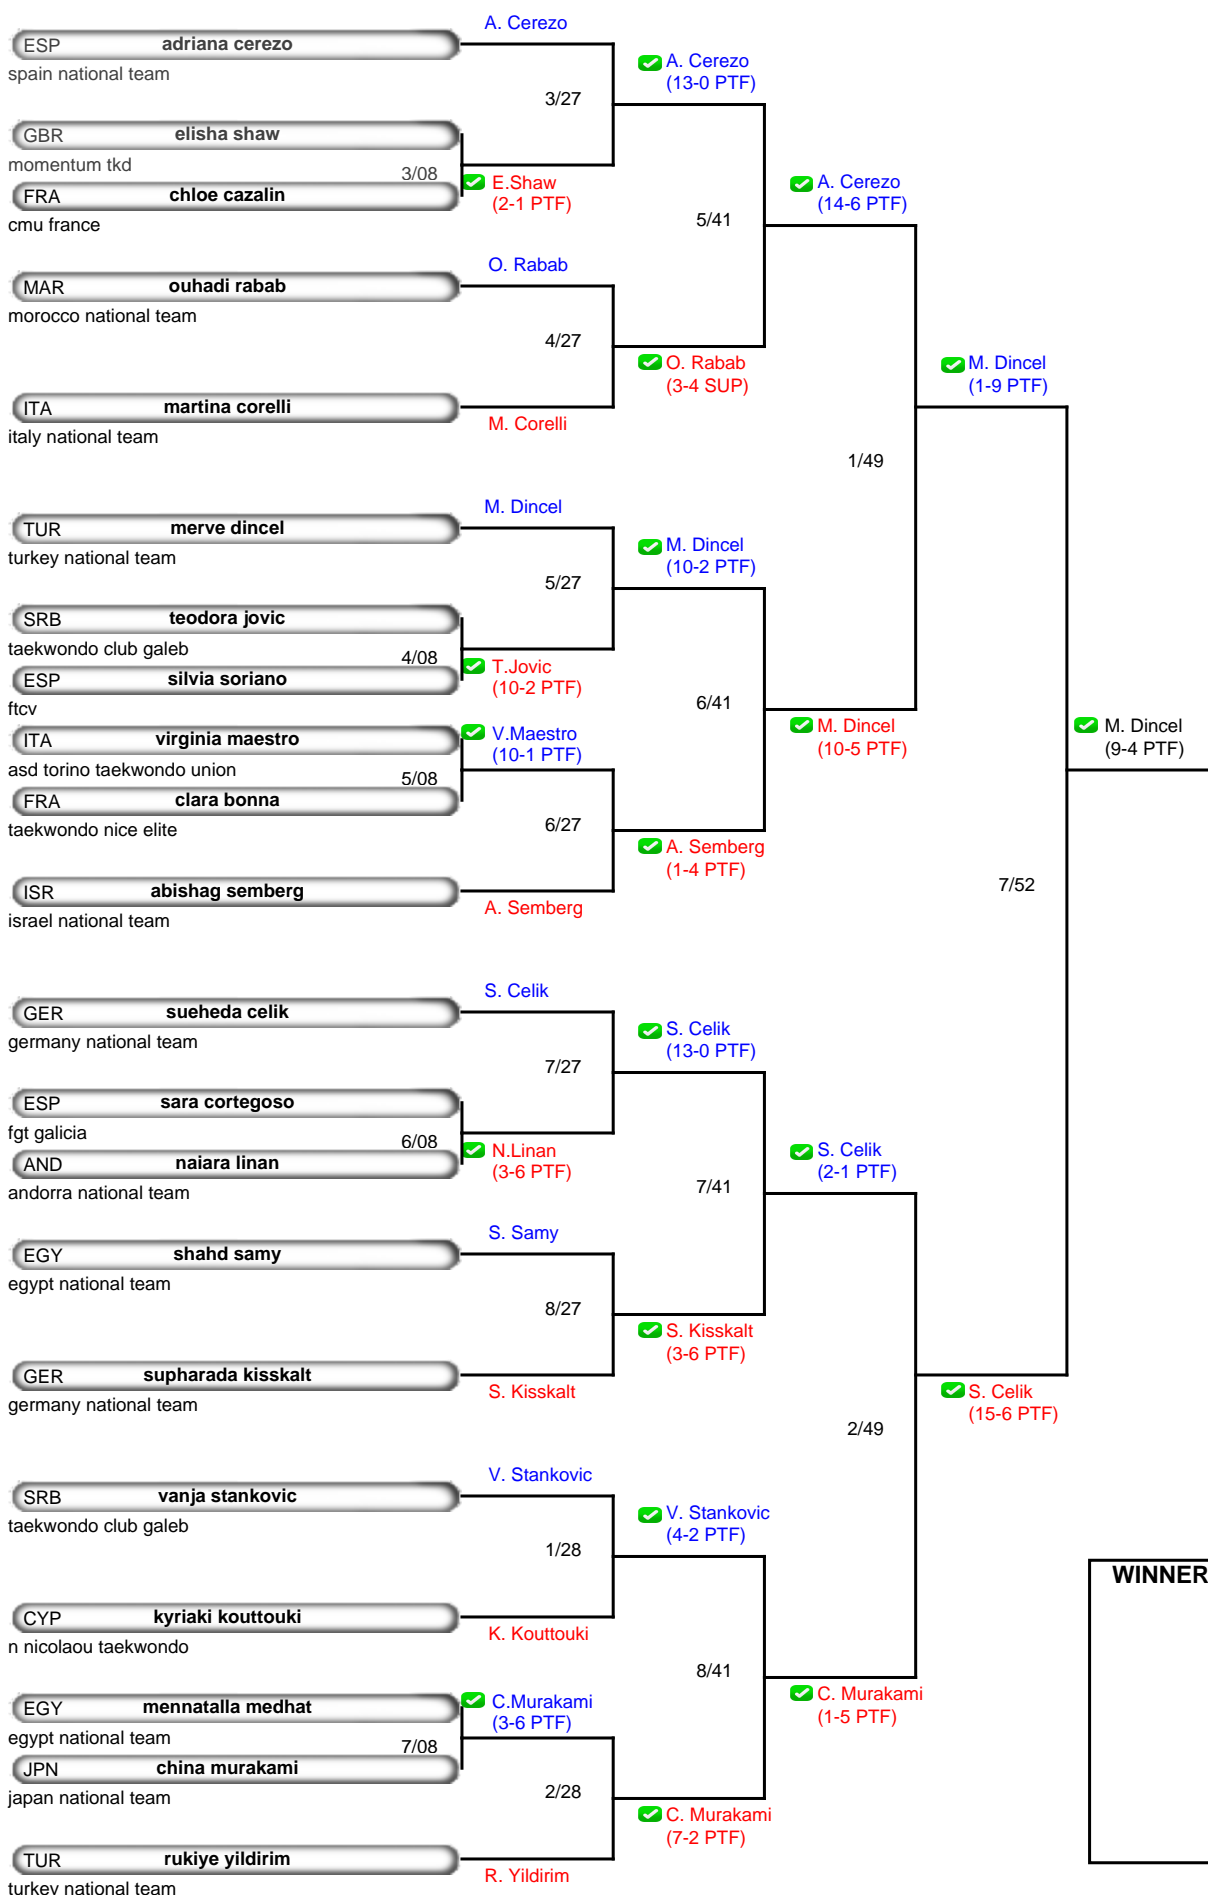 A. Cerezo
ESP adriana cerezo
spain national team
A. Cerezo
(13-0 PTF)
3/27
GBR elisha shaw
momentum tkd
3/08
FRA chloe cazalin
cmu france
E.Shaw
(2-1 PTF)
A. Cerezo
(14-6 PTF)
5/41
O. Rabab
MAR ouhadi rabab
morocco national team
4/27
O. Rabab
(3-4 SUP)
M. Dincel
(1-9 PTF)
ITA martina corelli
italy national team
M. Corelli
1/49
M. Dincel
TUR merve dincel
turkey national team
M. Dincel
(10-2 PTF)
5/27
SRB teodora jovic
taekwondo club galeb
4/08
ESP silvia soriano
ftcv
T.Jovic
(10-2 PTF)
6/41
ITA virginia maestro
asd torino taekwondo union
V.Maestro
(10-1 PTF)
M. Dincel
(10-5 PTF)
M. Dincel
(9-4 PTF)
5/08
FRA clara bonna
taekwondo nice elite
6/27
A. Semberg
(1-4 PTF)
ISR abishag semberg
israel national team
A. Semberg
7/52
S. Celik
GER sueheda celik
germany national team
S. Celik
(13-0 PTF)
7/27
ESP sara cortegoso
fgt galicia
6/08
AND naiara linan
andorra national team
N.Linan
(3-6 PTF)
S. Celik
(2-1 PTF)
7/41
S. Samy
EGY shahd samy
egypt national team
8/27
S. Kisskalt
(3-6 PTF)
GER supharada kisskalt
germany national team
S. Kisskalt
S. Celik
(15-6 PTF)
2/49
V. Stankovic
SRB vanja stankovic
taekwondo club galeb
V. Stankovic
(4-2 PTF)
1/28
WINNER
CYP kyriaki kouttouki
n nicolaou taekwondo
K. Kouttouki
8/41
EGY mennatalla medhat
egypt national team
C.Murakami
(3-6 PTF)
C. Murakami
(1-5 PTF)
7/08
JPN china murakami
japan national team
2/28
C. Murakami
(7-2 PTF)
TUR rukiye yildirim
turkey national team
R. Yildirim